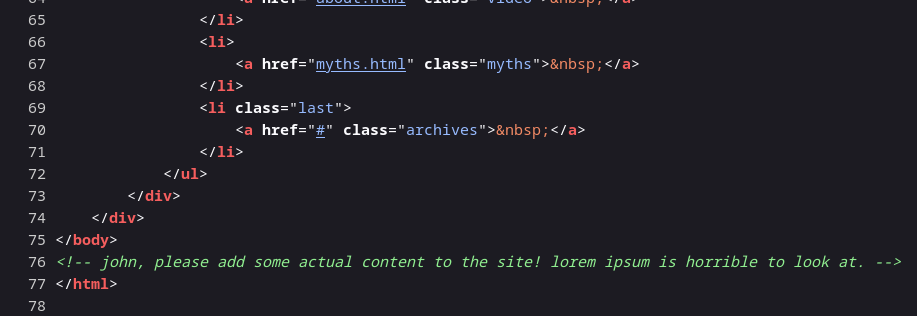 64 <a href="about.html" class="video">&nbsp;</a>
65 </li>
66 <li>
67 <a href="myths.html" class="myths">&nbsp;</a>
68 </li>
69 <li class="last">
70 <a href="#" class="archives">&nbsp;</a>
71 </li>
72 </ul>
73 </div>
74 </div>
75 </body>
76 <!-- john, please add some actual content to the site! lorem ipsum is horrible to look at. -->
77 </html>
78